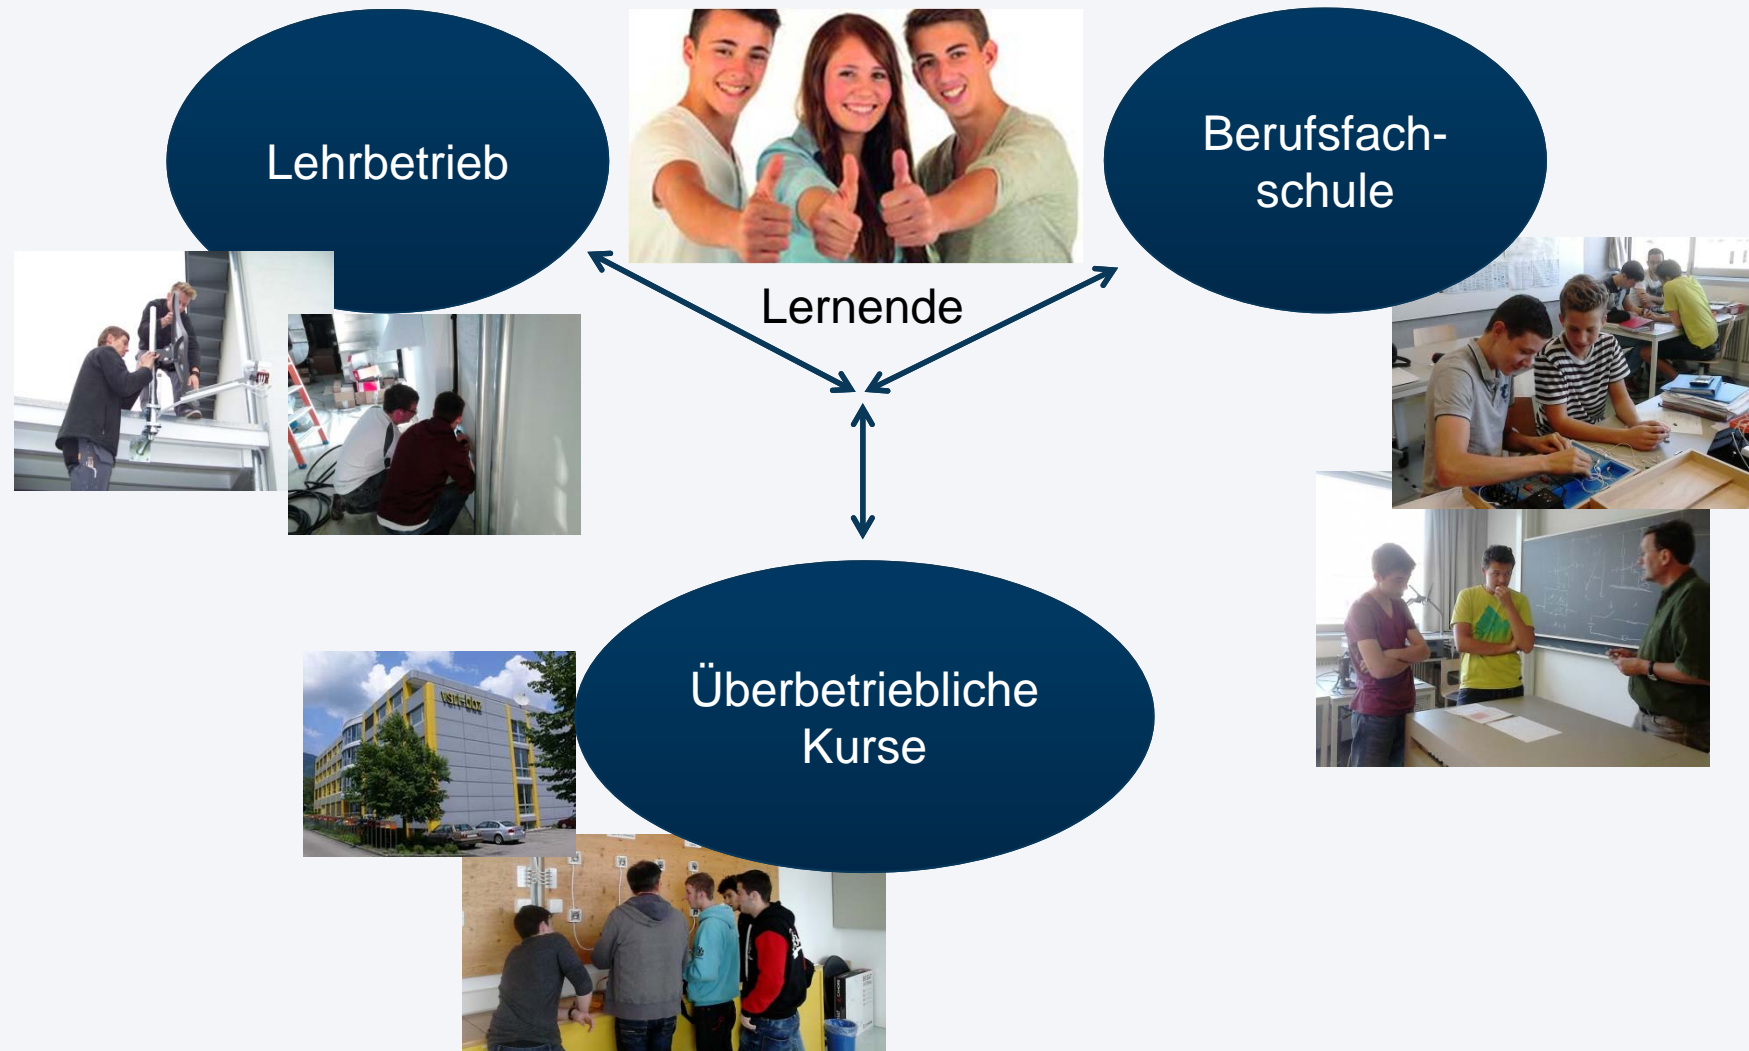 Lehrbetrieb
Berufsfach-
schule
Lernende
Überbetriebliche
Kurse